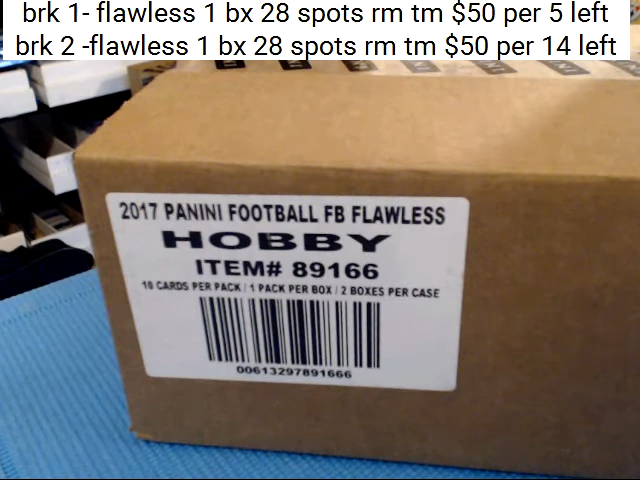 brk 1- flawless 1 bx 28 spots rm tm $50 per 5 left
brk 2 -flawless 1 bx 28 spots rm tm $50 per 14 left
2017 PANINI FOOTBALL FB FLAWLESS
HOBBY
ITEM# 89166
10 CARDS PER PACK / 1 PACK PER BOX / 2 BOXES PER CASE
00613297891666